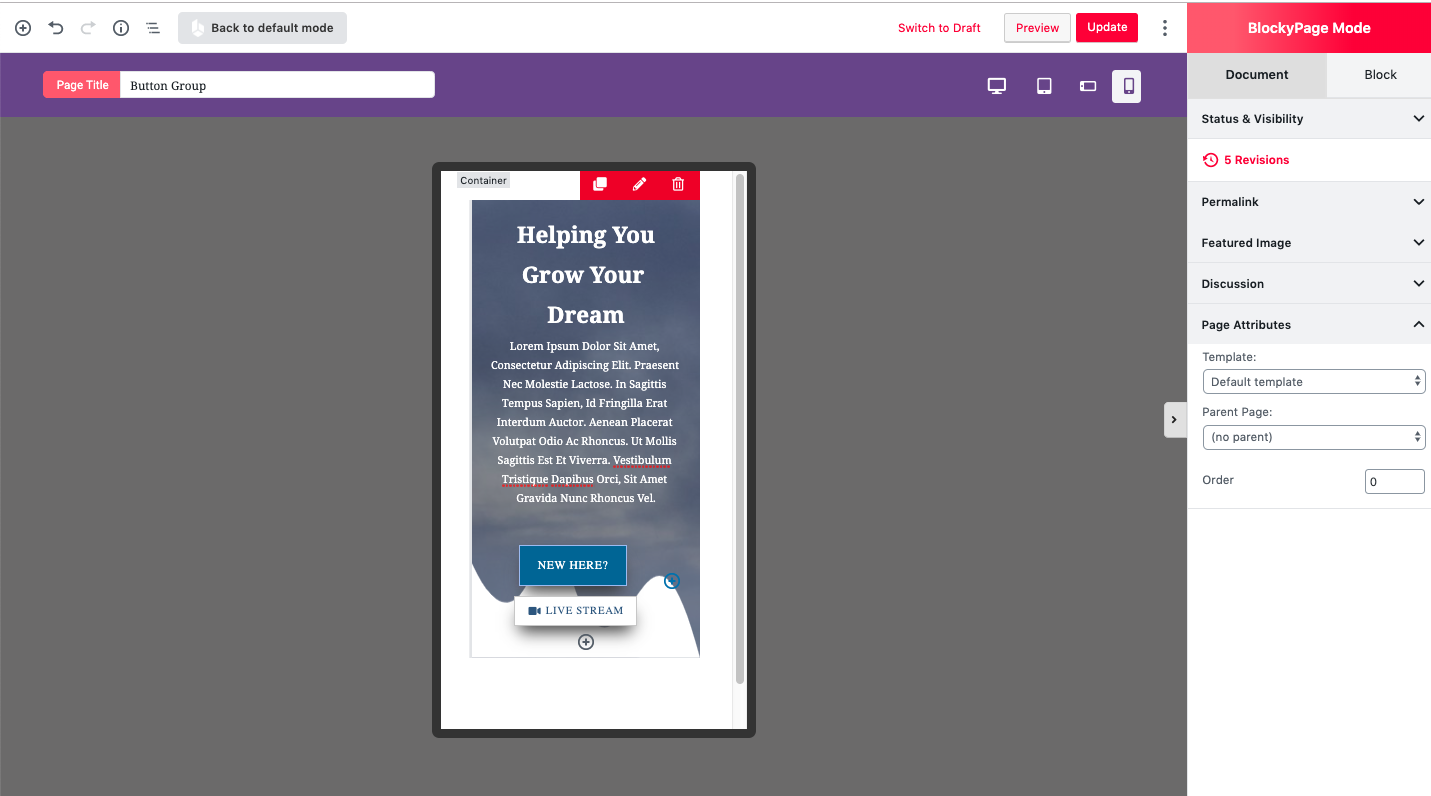 Back to default mode
Switch to Draft
Preview
Update
BlockyPage Mode
Page Title
Button Group
Document
Block
Status & Visibility
5 Revisions
Permalink
Featured Image
Discussion
Page Attributes
Template:
Default template
Parent Page:
(no parent)
Order
0
Container
Helping You
Grow Your
Dream
Lorem Ipsum Dolor Sit Amet,
Consectetur Adipiscing Elit. Praesent
Nec Molestie Lactose. In Sagittis
Tempus Sapien, Id Fringilla Erat
Interdum Auctor. Aenean Placerat
Volutpat Odio Ac Rhoncus. Ut Mollis
Sagittis Est Et Viverra. Vestibulum
Tristique Dapibus Orci, Sit Amet
Gravida Nunc Rhoncus Vel.
NEW HERE?
LIVE STREAM